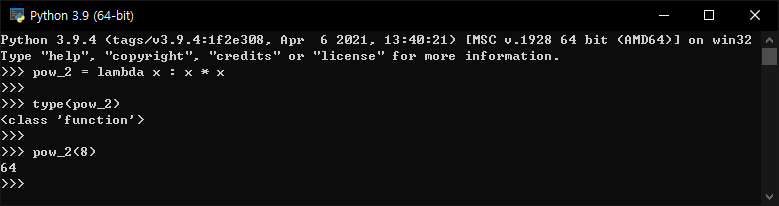 Python 3.9 (64-bit)
Python 3.9.4 (tags/v3.9.4:1f2e308, Apr  6 2021, 13:40:21) [MSC v.1928 64 bit (AMD64)] on win32
Type "help", "copyright", "credits" or "license" for more information.
>>> pow_2 = lambda x : x * x
>>>
>>> type(pow_2)
<class 'function'>
>>>
>>> pow_2(8)
64
>>>